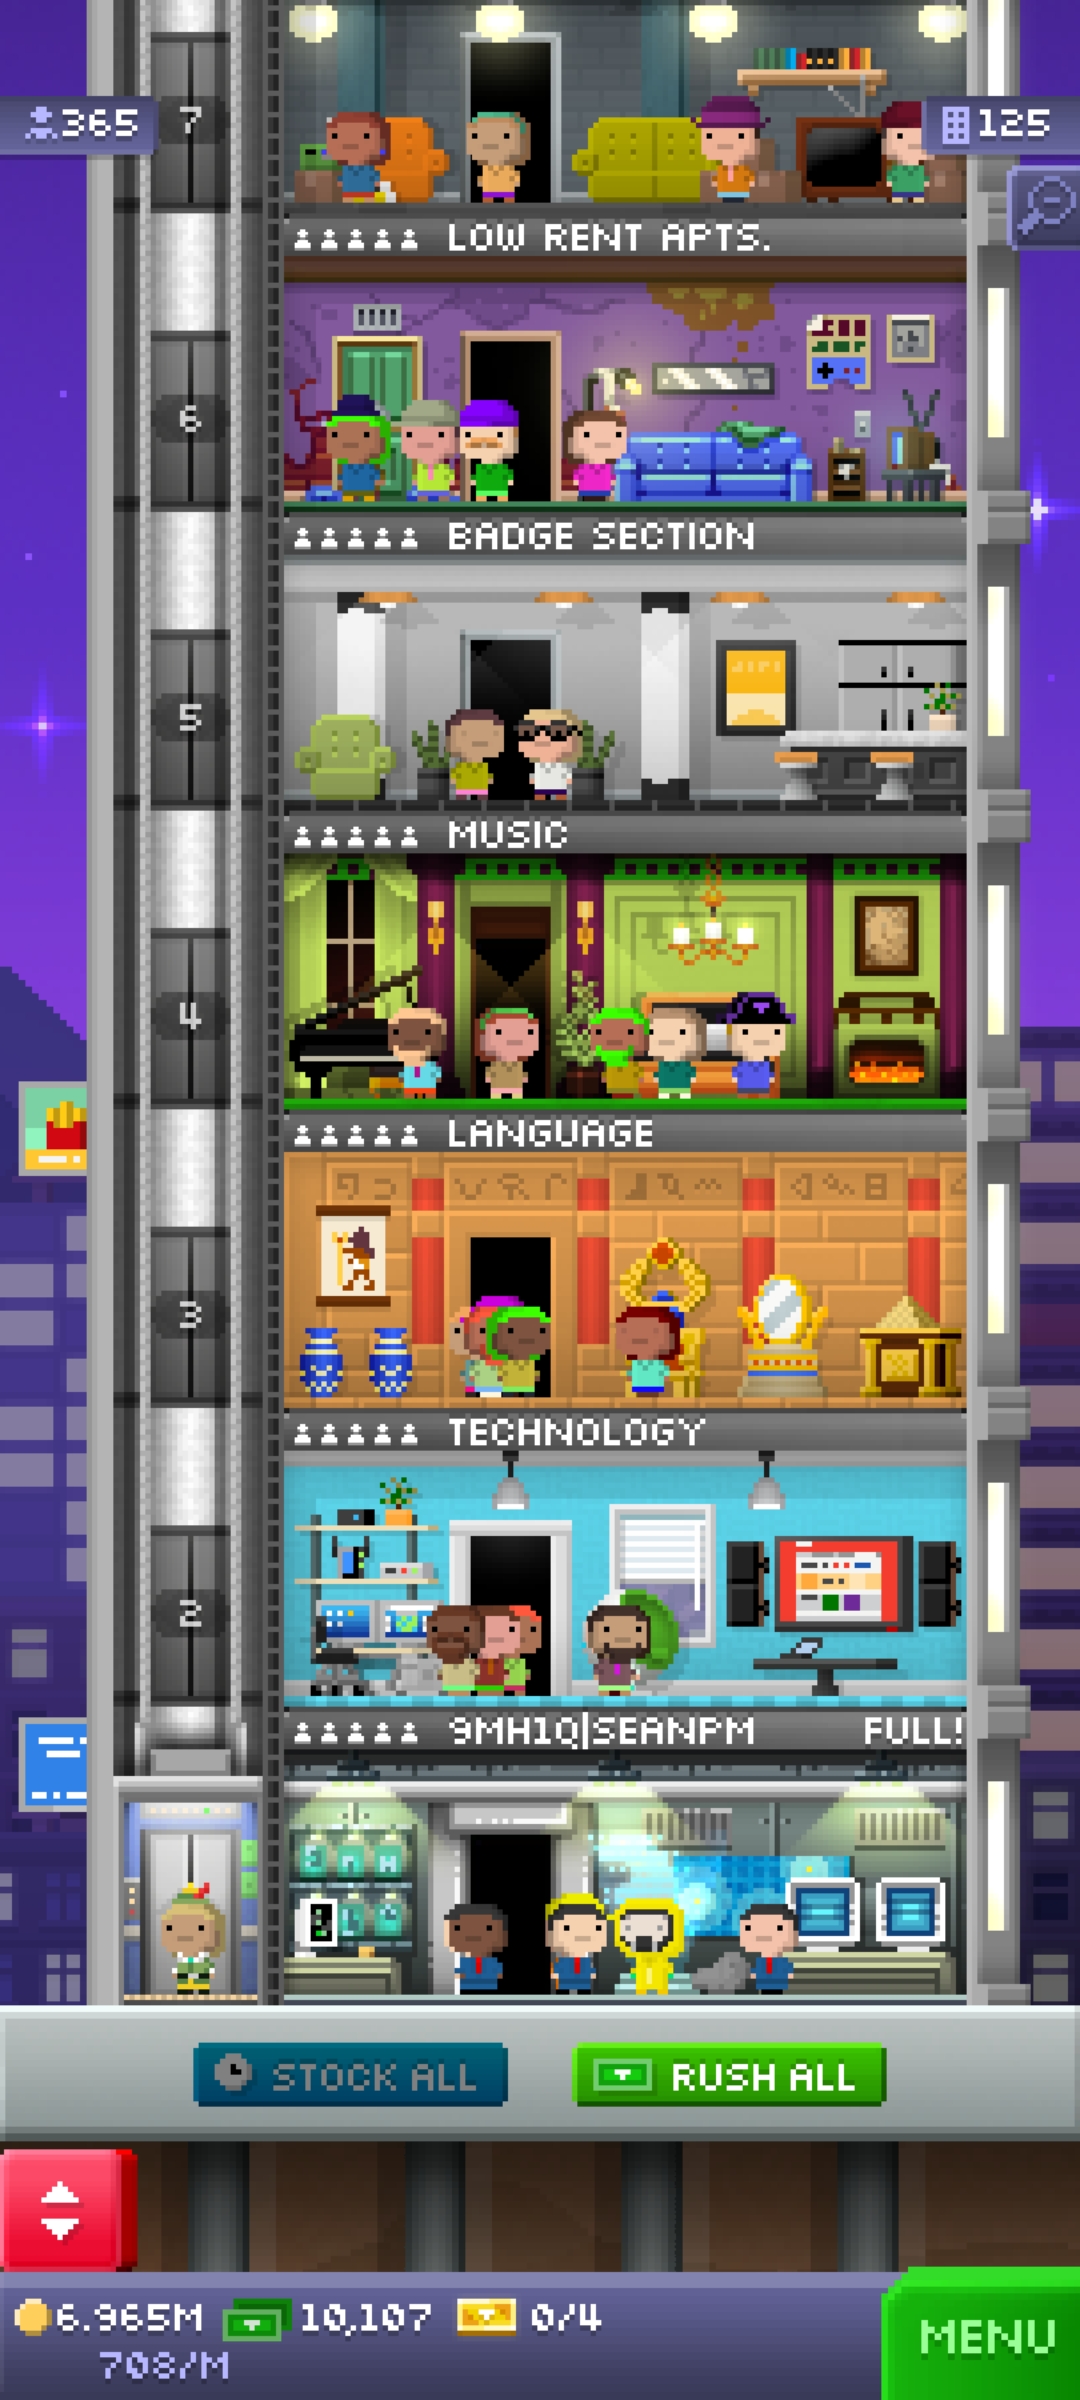 365
7
125
LOW RENT APTS.
6
BADGE SECTION
5
MUSIC
4
LANGUAGE
3
TECHNOLOGY
2
9MH1Q|SEANPM FULL!
STOCK ALL
RUSH ALL
6.965M 10,107 0/4
708/M
MENU